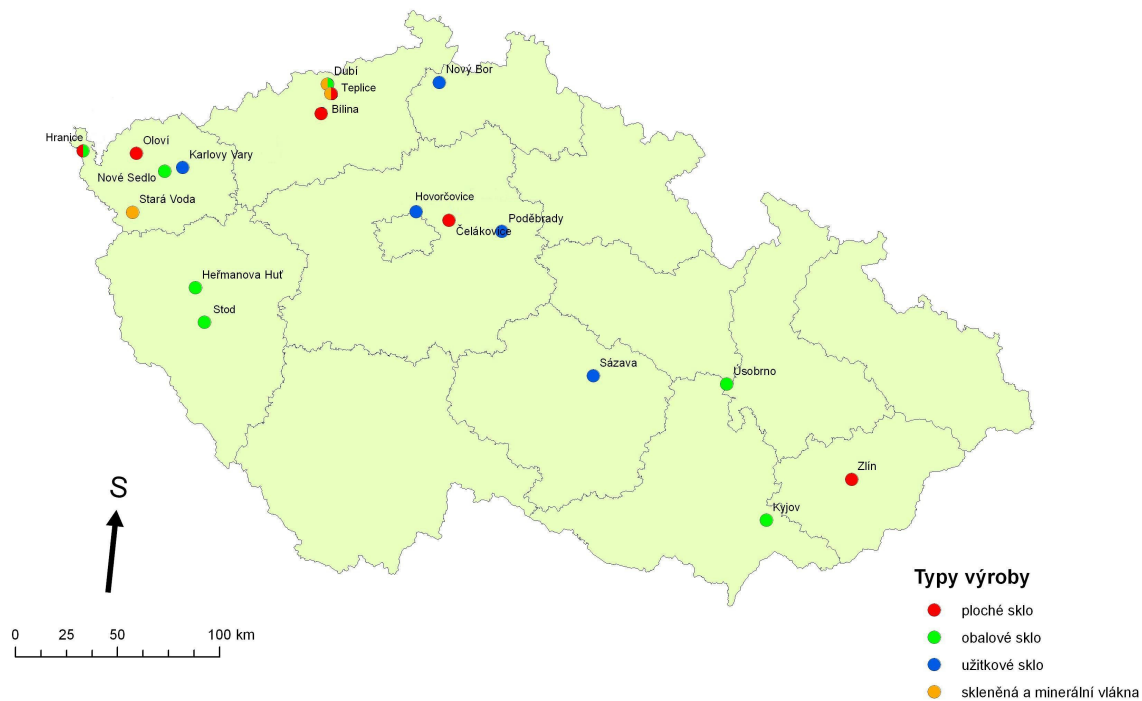 Dubí
Nový Bor
Teplice
Bílina
Hranice
Oloví
Karlovy Vary
Nové Sedlo
Stará Voda
Hovorčovice
Poděbrady
Čelákovice
Heřmanova Huť
Stod
Sázava
Úsobrno
Zlín
Kyjov
S
0 25 50 100 km
Typy výroby
ploché sklo
obalové sklo
užitkové sklo
skleněná a minerální vlákna